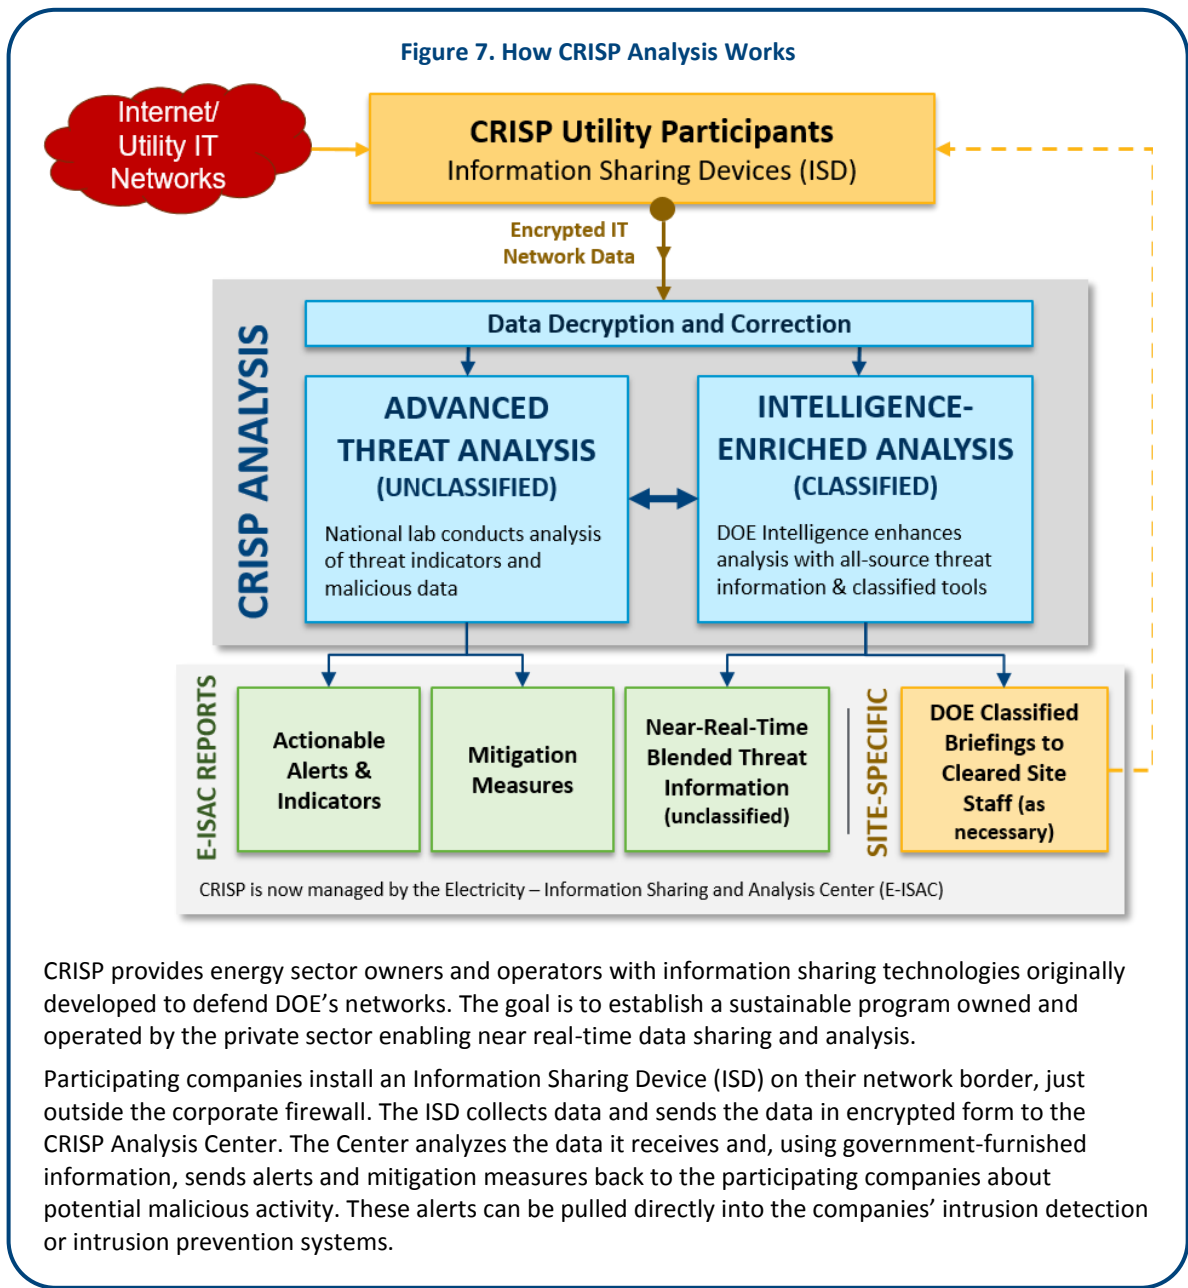 Figure 7. How CRISP Analysis Works
Internet/
Utility IT
Networks
CRISP Utility Participants
Information Sharing Devices (ISD)
Encrypted IT
Network Data
CRISP ANALYSIS
Data Decryption and Correction
ADVANCED
THREAT ANALYSIS
(UNCLASSIFIED)
National lab conducts analysis
of threat indicators and
malicious data
INTELLIGENCE-
ENRICHED ANALYSIS
(CLASSIFIED)
DOE Intelligence enhances
analysis with all-source threat
information & classified tools
E-ISAC REPORTS
Actionable
Alerts &
Indicators
Mitigation
Measures
Near-Real-Time
Blended Threat
Information
(unclassified)
SITE-SPECIFIC
DOE Classified
Briefings to
Cleared Site
Staff (as
necessary)
CRISP is now managed by the Electricity – Information Sharing and Analysis Center (E-ISAC)
CRISP provides energy sector owners and operators with information sharing technologies originally
developed to defend DOE’s networks. The goal is to establish a sustainable program owned and
operated by the private sector enabling near real-time data sharing and analysis.
Participating companies install an Information Sharing Device (ISD) on their network border, just
outside the corporate firewall. The ISD collects data and sends the data in encrypted form to the
CRISP Analysis Center. The Center analyzes the data it receives and, using government-furnished
information, sends alerts and mitigation measures back to the participating companies about
potential malicious activity. These alerts can be pulled directly into the companies’ intrusion detection
or intrusion prevention systems.